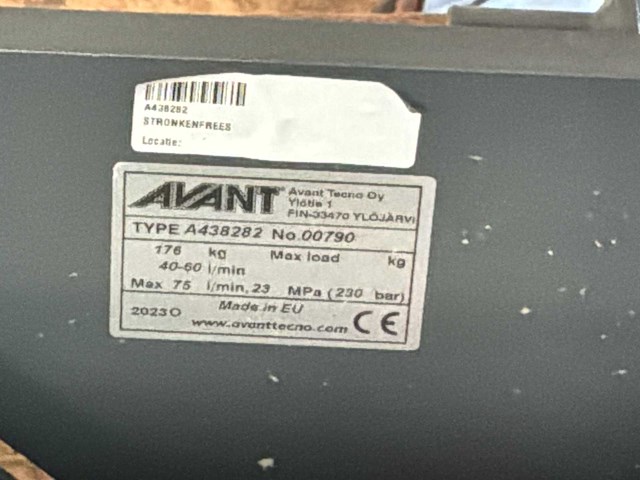 A438282
STRONKENFREES
Locatie:
AVANT®
Avant Tecno Oy
Ylötie 1
FIN-33470 YLÖJÄRVI
TYPE A438282 No.00790
176 kg Max load kg
40-60 l/min
Max 75 l/min, 23 MPa (230 bar)
2023O Made in EU
www.avanttecno.com CE